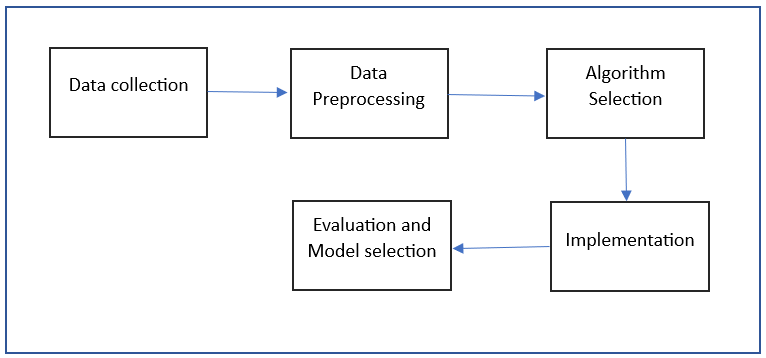 Data collection
Data
Preprocessing
Algorithm
Selection
Evaluation and
Model selection
Implementation